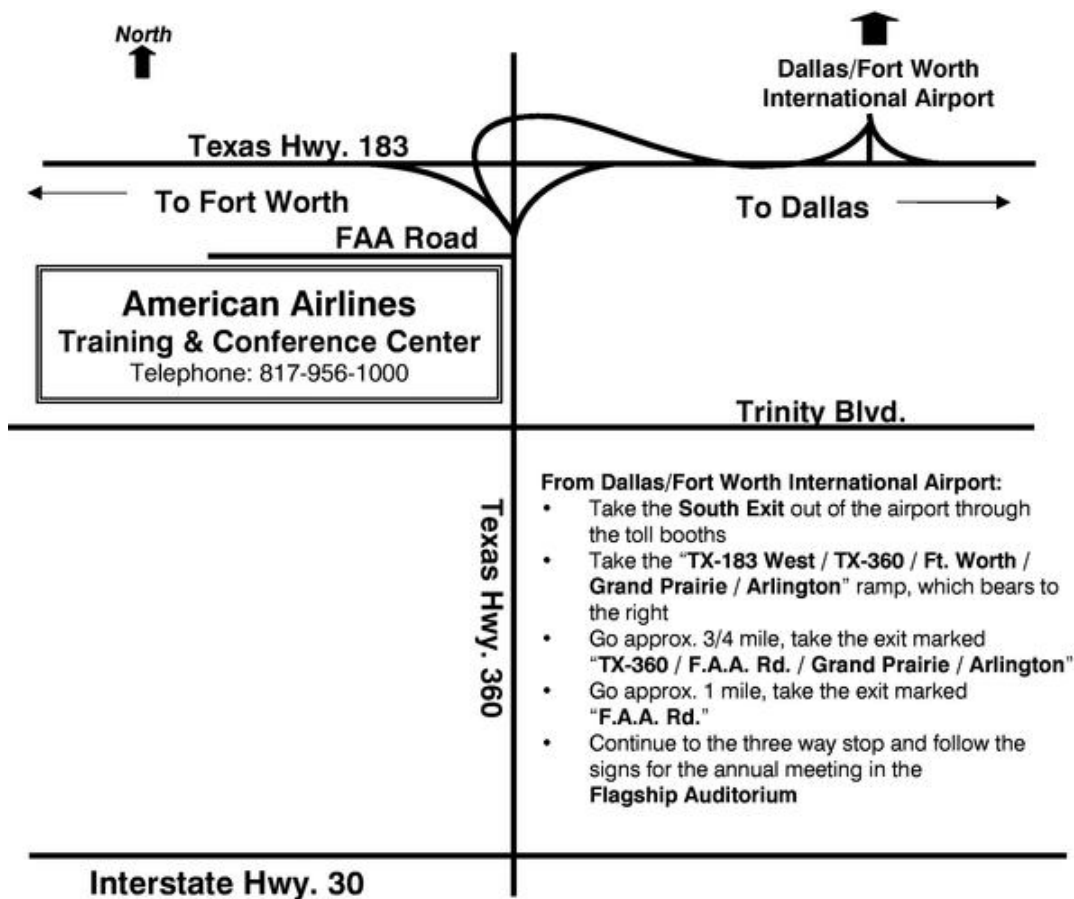 North
Dallas/Fort Worth
International Airport
Texas Hwy. 183
To Fort Worth
To Dallas
FAA Road
American Airlines
Training & Conference Center
Telephone: 817-956-1000
Trinity Blvd.
Texas Hwy. 360
From Dallas/Fort Worth International Airport:
• Take the South Exit out of the airport through
the toll booths
• Take the “TX-183 West / TX-360 / Ft. Worth /
Grand Prairie / Arlington” ramp, which bears to
the right
• Go approx. 3/4 mile, take the exit marked
“TX-360 / F.A.A. Rd. / Grand Prairie / Arlington”
• Go approx. 1 mile, take the exit marked
“F.A.A. Rd.”
• Continue to the three way stop and follow the
signs for the annual meeting in the
Flagship Auditorium
Interstate Hwy. 30